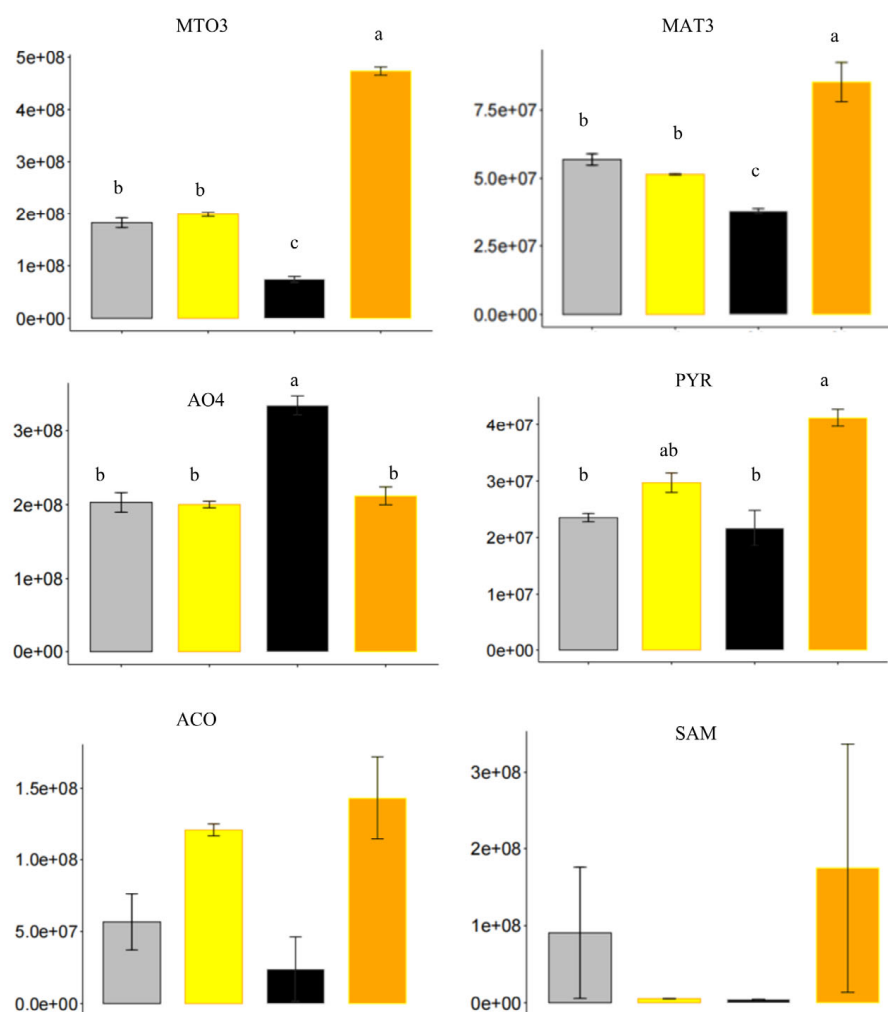 MTO3
a
5e+08
4e+08
3e+08
b
b
2e+08
c
1e+08
0e+00
MAT3
a
7.5e+07
b
b
5.0e+07
c
2.5e+07
0.0e+00
AO4
a
3e+08
b
b
b
2e+08
1e+08
0e+00
PYR
a
4e+07
ab
b
b
3e+07
2e+07
1e+07
0e+00
ACO
1.5e+08
1.0e+08
5.0e+07
0.0e+00
SAM
3e+08
2e+08
1e+08
0e+00